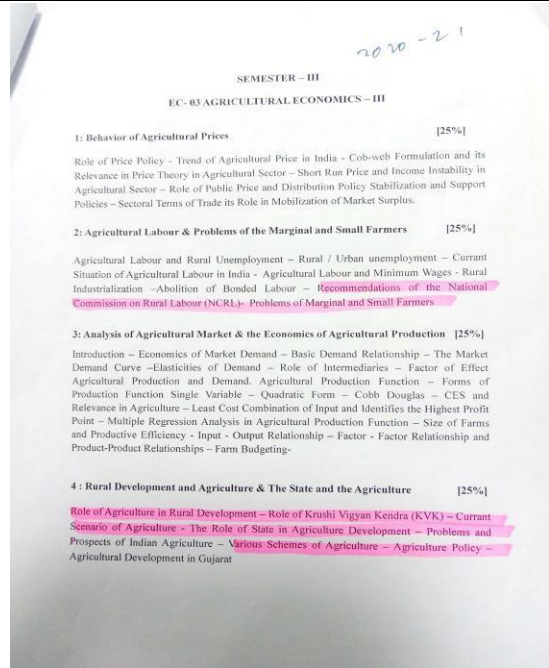 2020-21
SEMESTER – III
EC- 03 AGRICULTURAL ECONOMICS – III
1: Behavior of Agricultural Prices [25%]
Role of Price Policy - Trend of Agricultural Price in India - Cob-web Formulation and its
Relevance in Price Theory in Agricultural Sector – Short Run Price and Income Instability in
Agricultural Sector – Role of Public Price and Distribution Policy Stabilization and Support
Policies – Sectoral Terms of Trade its Role in Mobilization of Market Surplus.
2: Agricultural Labour & Problems of the Marginal and Small Farmers [25%]
Agricultural Labour and Rural Unemployment – Rural / Urban unemployment – Currant
Situation of Agricultural Labour in India - Agricultural Labour and Minimum Wages - Rural
Industrialization –Abolition of Bonded Labour – Recommendations of the National
Commission on Rural Labour (NCRL)- Problems of Marginal and Small Farmers
3: Analysis of Agricultural Market & the Economics of Agricultural Production [25%]
Introduction – Economics of Market Demand – Basic Demand Relationship – The Market
Demand Curve –Elasticities of Demand – Role of Intermediaries – Factor of Effect
Agricultural Production and Demand. Agricultural Production Function – Forms of
Production Function Single Variable – Quadratic Form – Cobb Douglas – CES and
Relevance in Agriculture – Least Cost Combination of Input and Identifies the Highest Profit
Point – Multiple Regression Analysis in Agricultural Production Function – Size of Farms
and Productive Efficiency - Input - Output Relationship – Factor - Factor Relationship and
Product-Product Relationships – Farm Budgeting-
4 : Rural Development and Agriculture & The State and the Agriculture [25%]
Role of Agriculture in Rural Development – Role of Krushi Vigyan Kendra (KVK) – Currant
Scenario of Agriculture - The Role of State in Agriculture Development – Problems and
Prospects of Indian Agriculture – Various Schemes of Agriculture – Agriculture Policy –
Agricultural Development in Gujarat